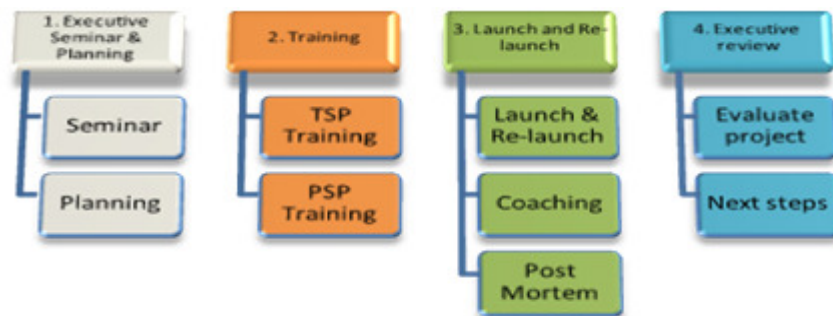 1. Executive
Seminar &
Planning
Seminar
Planning
2. Training
TSP
Training
PSP
Training
3. Launch and Re-
launch
Launch &
Re-launch
Coaching
Post
Mortem
4. Executive
review
Evaluate
project
Next steps